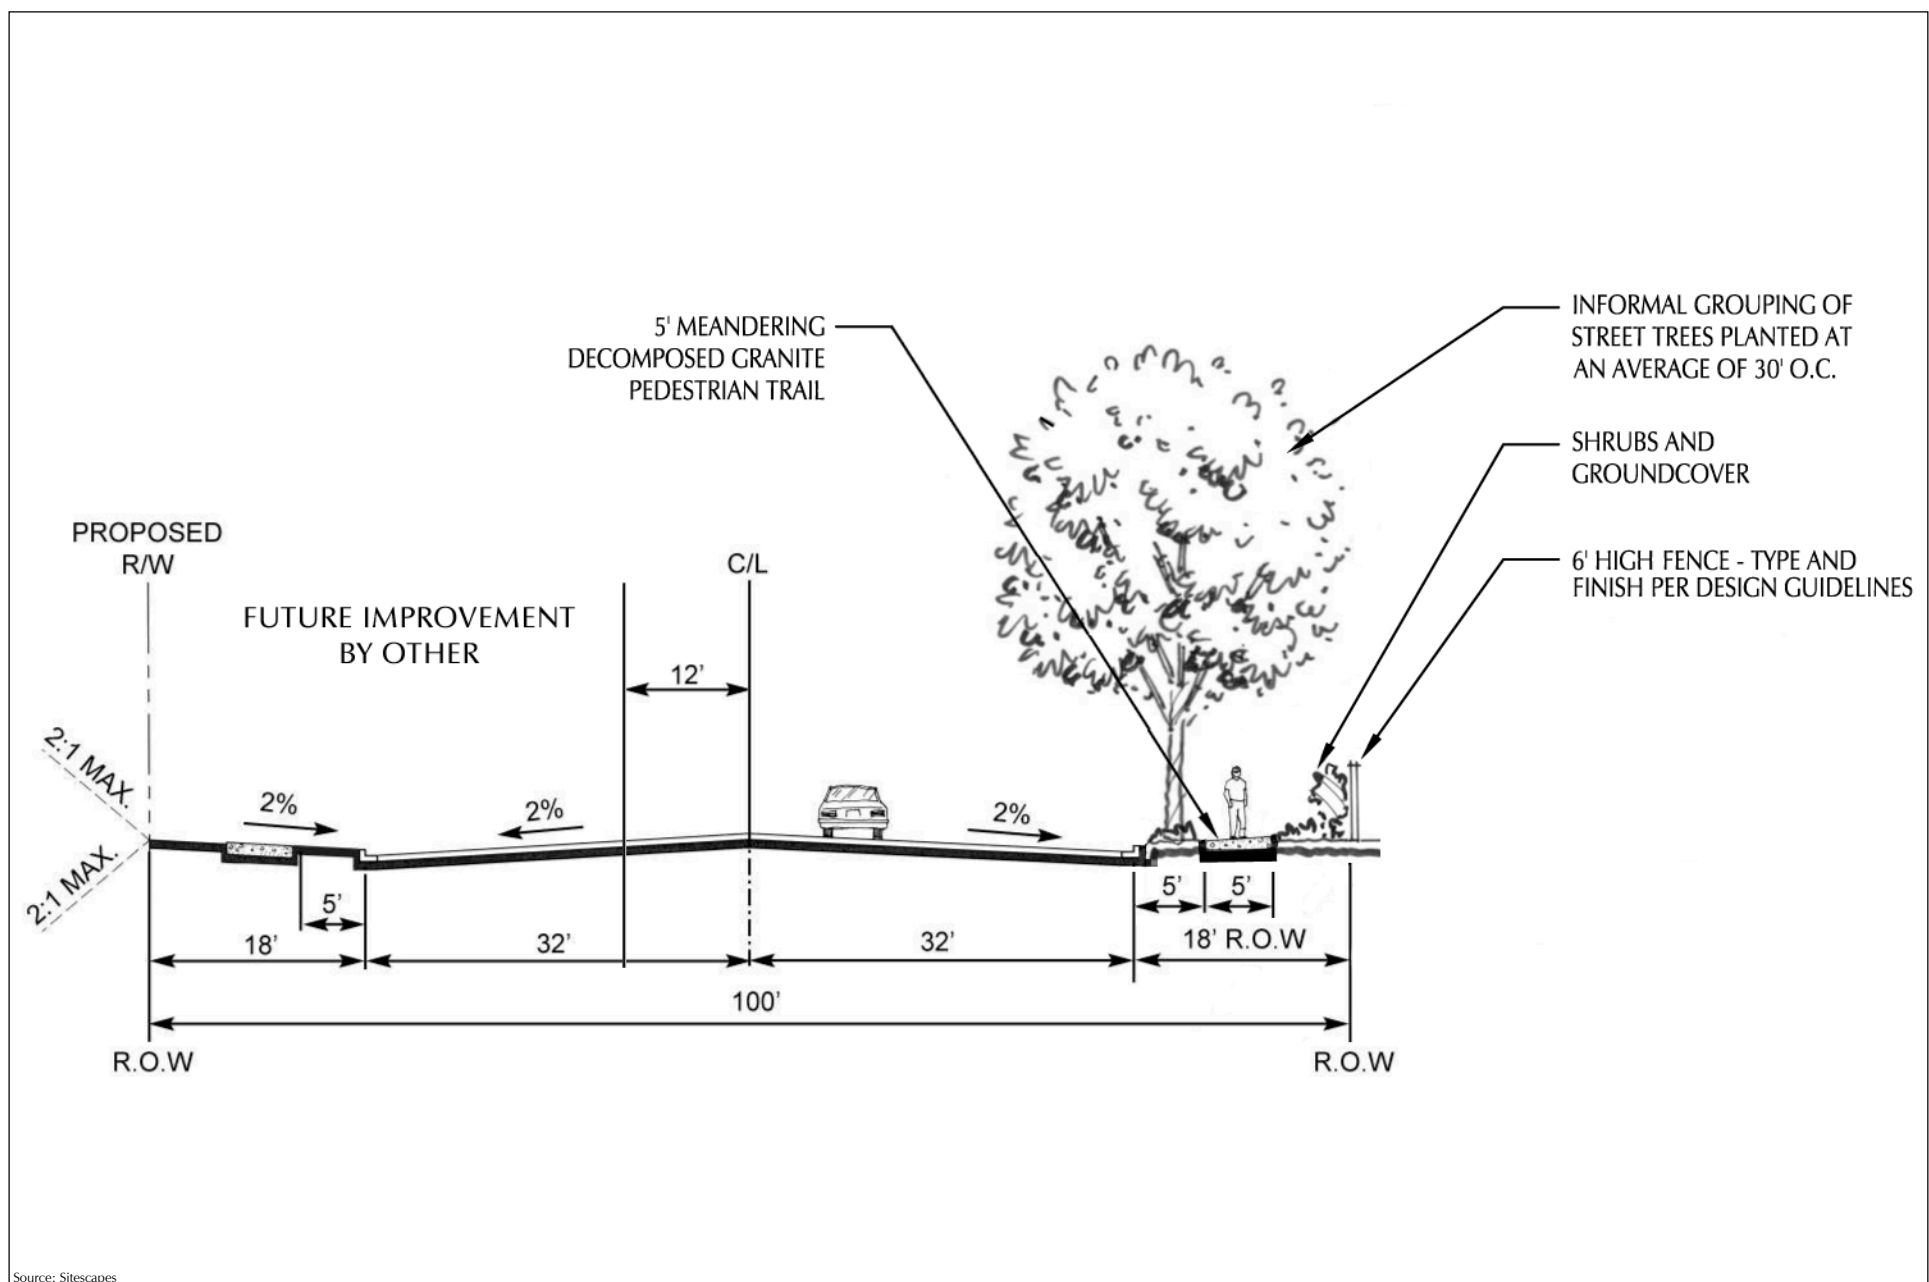 INFORMAL GROUPING OF
STREET TREES PLANTED AT
AN AVERAGE OF 30' O.C.
5' MEANDERING
DECOMPOSED GRANITE
PEDESTRIAN TRAIL
SHRUBS AND
GROUNDCOVER
PROPOSED
R/W
C/L
6' HIGH FENCE - TYPE AND
FINISH PER DESIGN GUIDELINES
FUTURE IMPROVEMENT
BY OTHER
12'
2:1 MAX.
2%
2%
2%
2:1 MAX.
5'
5'
5'
18'
32'
32'
18' R.O.W
100'
R.O.W
R.O.W
Source: Sitescapes